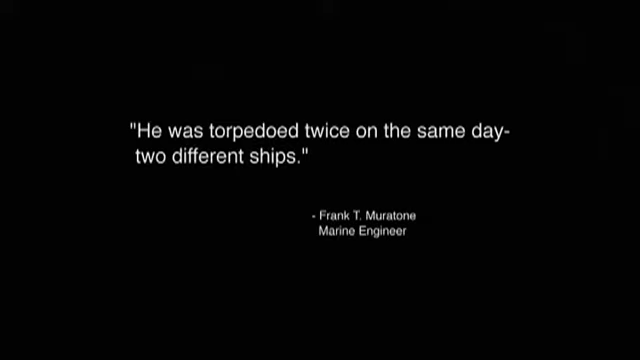 "He was torpedoed twice on the same day-
two different ships."
- Frank T. Muratone
Marine Engineer